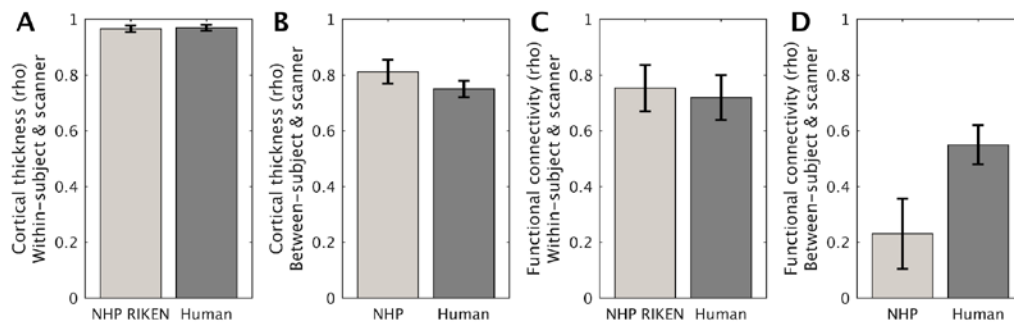 A
Cortical thickness (rho)
Within-subject & scanner
1
0.8
0.6
0.4
0.2
0
NHP RIKEN Human
B
Cortical thickness (rho)
Between-subject & scanner
1
0.8
0.6
0.4
0.2
0
NHP Human
C
Functional connectivity (rho)
Within-subject & scanner
1
0.8
0.6
0.4
0.2
0
NHP RIKEN Human
D
Functional connectivity (rho)
Between-subject & scanner
1
0.8
0.6
0.4
0.2
0
NHP Human